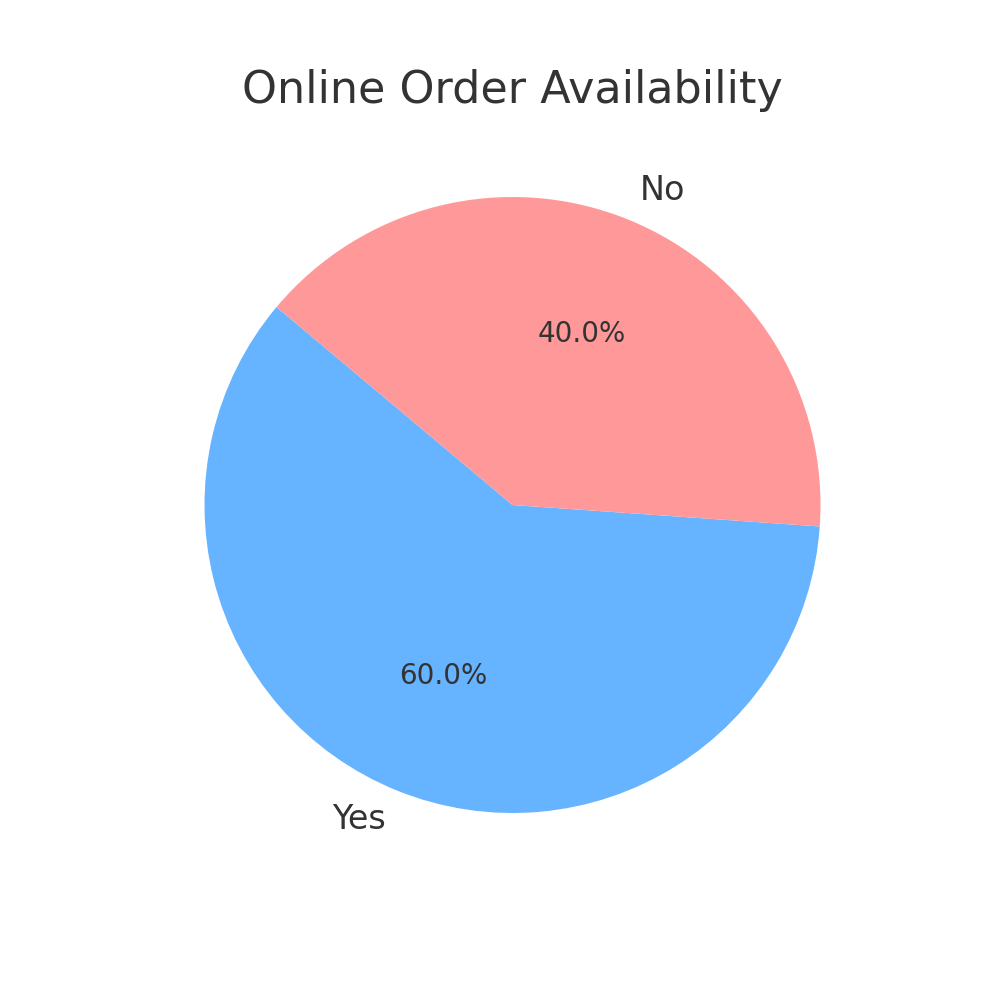 Online Order Availability
No
40.0%
60.0%
Yes